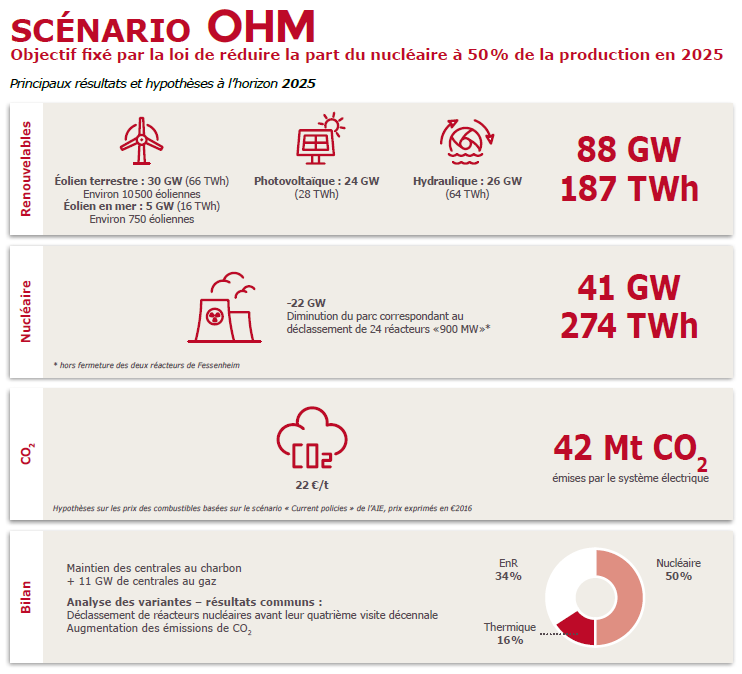 SCÉNARIO OHM
Objectif fixé par la loi de réduire la part du nucléaire à 50 % de la production en 2025
Principaux résultats et hypothèses à l’horizon 2025
Renouvelables
Éolien terrestre : 30 GW (66 TWh)
Environ 10 500 éoliennes
Éolien en mer : 5 GW (16 TWh)
Environ 750 éoliennes
Photovoltaïque : 24 GW
(28 TWh)
Hydraulique : 26 GW
(64 TWh)
88 GW
187 TWh
Nucléaire
-22 GW
Diminution du parc correspondant au
déclassement de 24 réacteurs «900 MW»*
41 GW
274 TWh
* hors fermeture des deux réacteurs de Fessenheim
CO2
CO2
22 €/t
42 Mt CO2
émises par le système électrique
Hypothèses sur les prix des combustibles basées sur le scénario « Current policies » de l’AIE, prix exprimés en €2016
Bilan
Maintien des centrales au charbon
+ 11 GW de centrales au gaz
Analyse des variantes – résultats communs :
Déclassement de réacteurs nucléaires avant leur quatrième visite décennale
Augmentation des émissions de CO2
EnR
34%
Nucléaire
50%
Thermique
16%